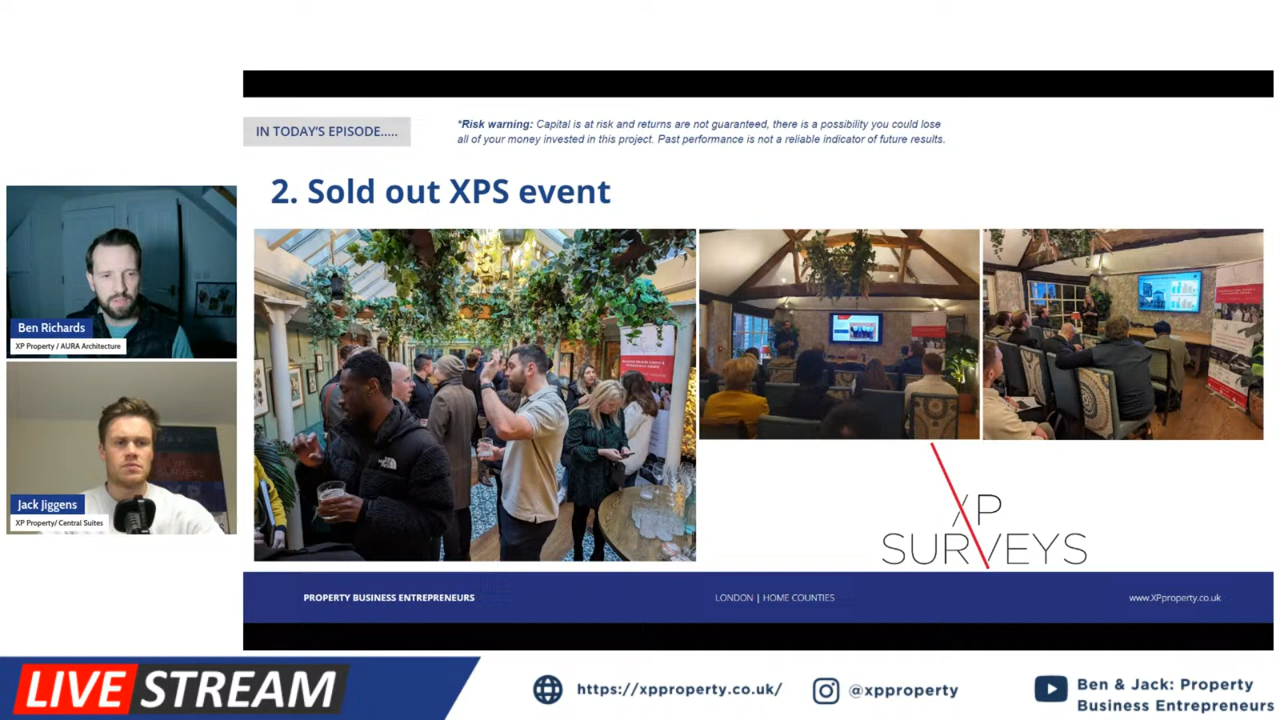 IN TODAY'S EPISODE.....
*Risk warning: Capital is at risk and returns are not guaranteed, there is a possibility you could lose
all of your money invested in this project. Past performance is not a reliable indicator of future results.
2. Sold out XPS event
Ben Richards
XP Property / AURA Architecture
Jack Jiggens
XP Property/ Central Suites
XP
SURVEYS
PROPERTY BUSINESS ENTREPRENEURS
LONDON | HOME COUNTIES
www.XPproperty.co.uk
LIVE STREAM
https://xpproperty.co.uk/
@xpproperty
Ben & Jack: Property
Business Entrepreneurs